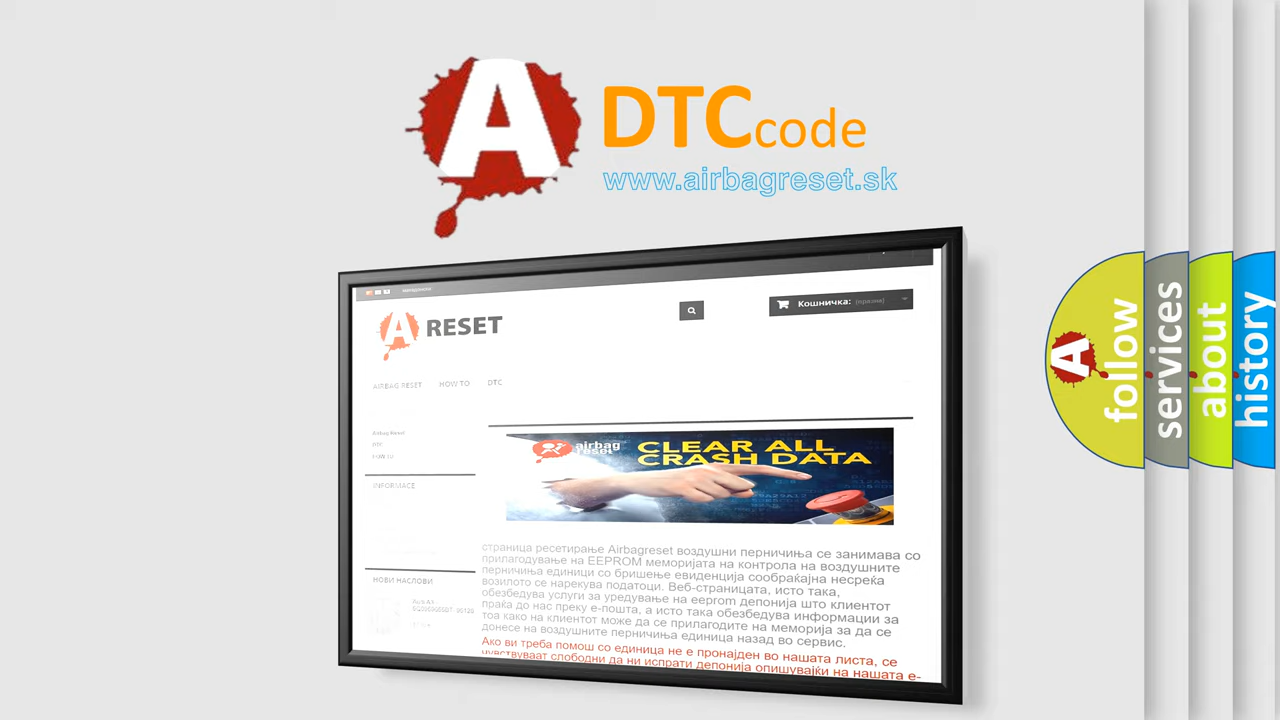 A DTCcode
www.airbagreset.sk
A RESET
Кошничка: (празни)
AIRBAG RESET HOW TO DTC
Airbag Reset
DTC
HOW TO
INFORMACE
НОВИ НАСЛОВИ
airbag
reset
CLEAR ALL
CRASH DATA
страница ресетирање Airbagreset воздушни перничиња се занимава со
прилагодување на EEPROM меморијата на контрола на воздушните
перничиња единици со бришење евиденција сообраќајна несреќа
возилото се нарекува податоци. Веб-страницата, исто така,
обезбедува услуги за уредување на eeprom депонија што клиентот
праќа до нас преку е-пошта, а исто така обезбедува информации за
тоа како на клиентот може да се прилагодите на меморија за да се
донесе на воздушните перничиња единица назад во сервис.
Ако ви треба помош со единица не е пронајден во нашата листа, се
чувствуваат слободни да ни испрати депонија опишувајќи на нашата е-
A follow
services
about
history